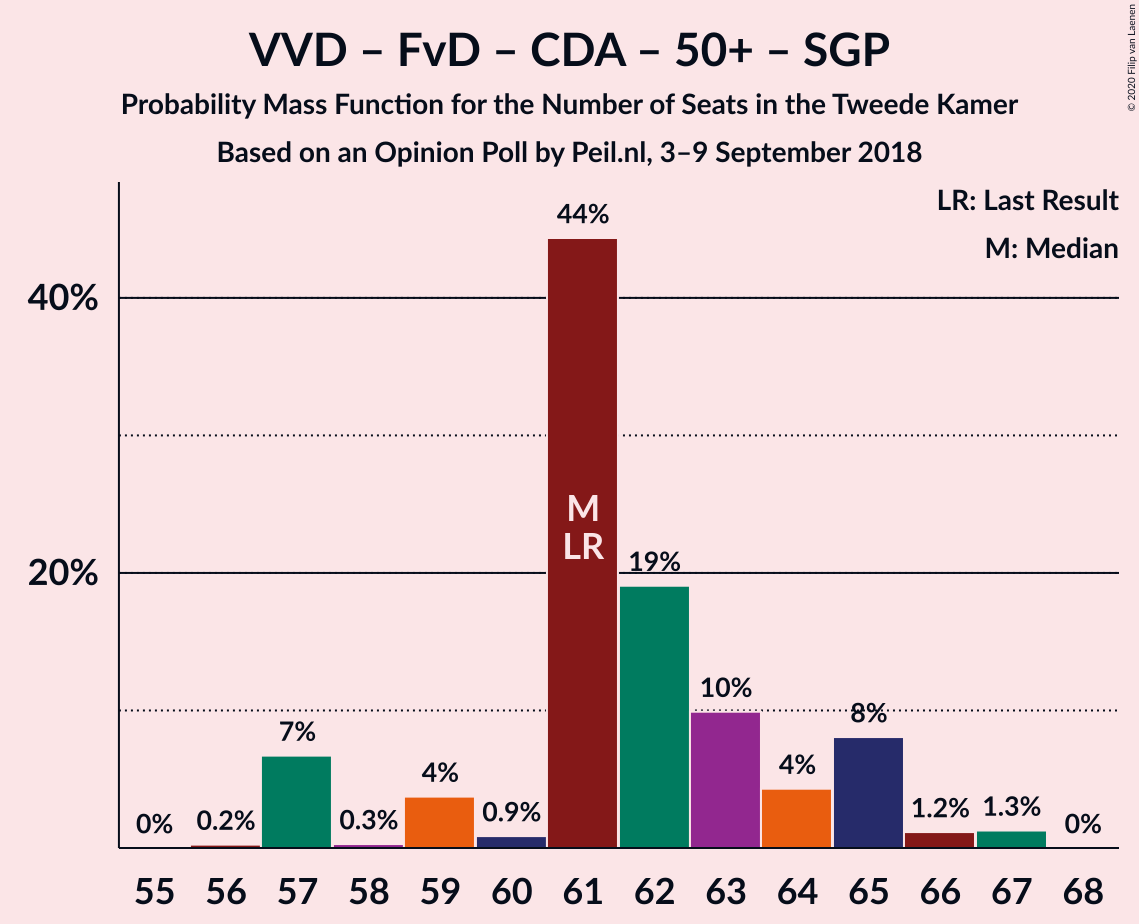 VVD – FvD – CDA – 50+ – SGP
Probability Mass Function for the Number of Seats in the Tweede Kamer
Based on an Opinion Poll by Peil.nl, 3–9 September 2018
© 2020 Filip van Laenen
LR: Last Result
M: Median
40%
20%
0%
0.2%
7%
0.3%
4%
0.9%
44%
M
LR
19%
10%
4%
8%
1.2%
1.3%
0%
55 56 57 58 59 60 61 62 63 64 65 66 67 68